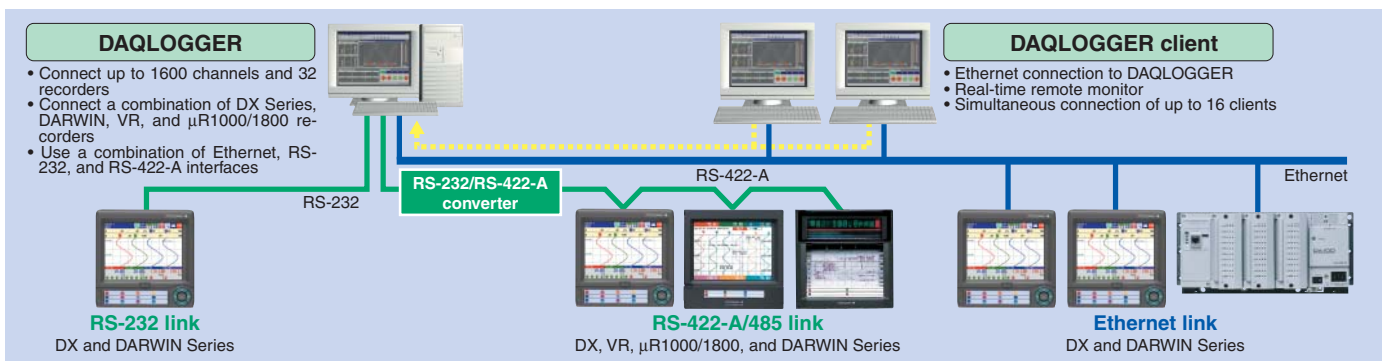 DAQLOGGER
• Connect up to 1600 channels and 32
recorders
• Connect a combination of DX Series,
DARWIN, VR, and µR1000/1800 re-
corders
• Use a combination of Ethernet, RS-
232, and RS-422-A interfaces
DAQLOGGER client
• Ethernet connection to DAQLOGGER
• Real-time remote monitor
• Simultaneous connection of up to 16 clients
RS-232
RS-232/RS-422-A
converter
RS-422-A
Ethernet
RS-232 link
DX and DARWIN Series
RS-422-A/485 link
DX, VR, µR1000/1800, and DARWIN Series
Ethernet link
DX and DARWIN Series